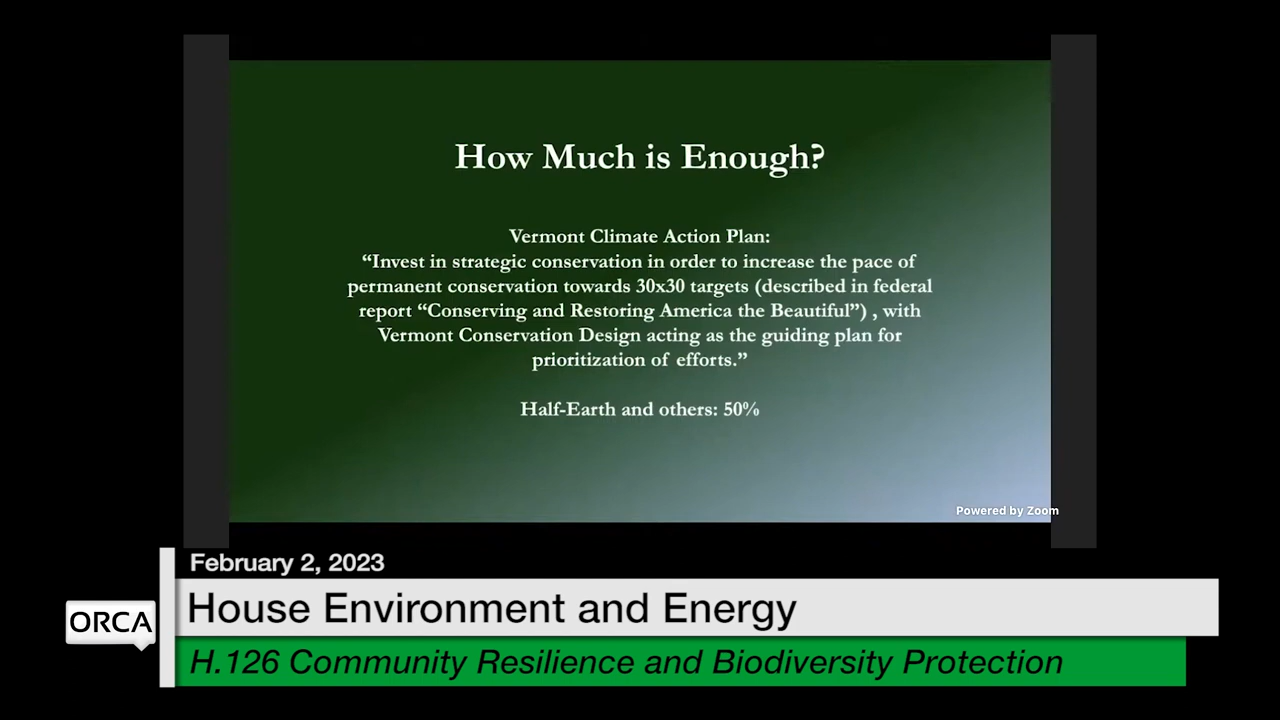 How Much is Enough?
Vermont Climate Action Plan:
“Invest in strategic conservation in order to increase the pace of
permanent conservation towards 30x30 targets (described in federal
report “Conserving and Restoring America the Beautiful”) , with
Vermont Conservation Design acting as the guiding plan for
prioritization of efforts.”
Half-Earth and others: 50%
Powered by Zoom
February 2, 2023
House Environment and Energy
ORCA
H.126 Community Resilience and Biodiversity Protection